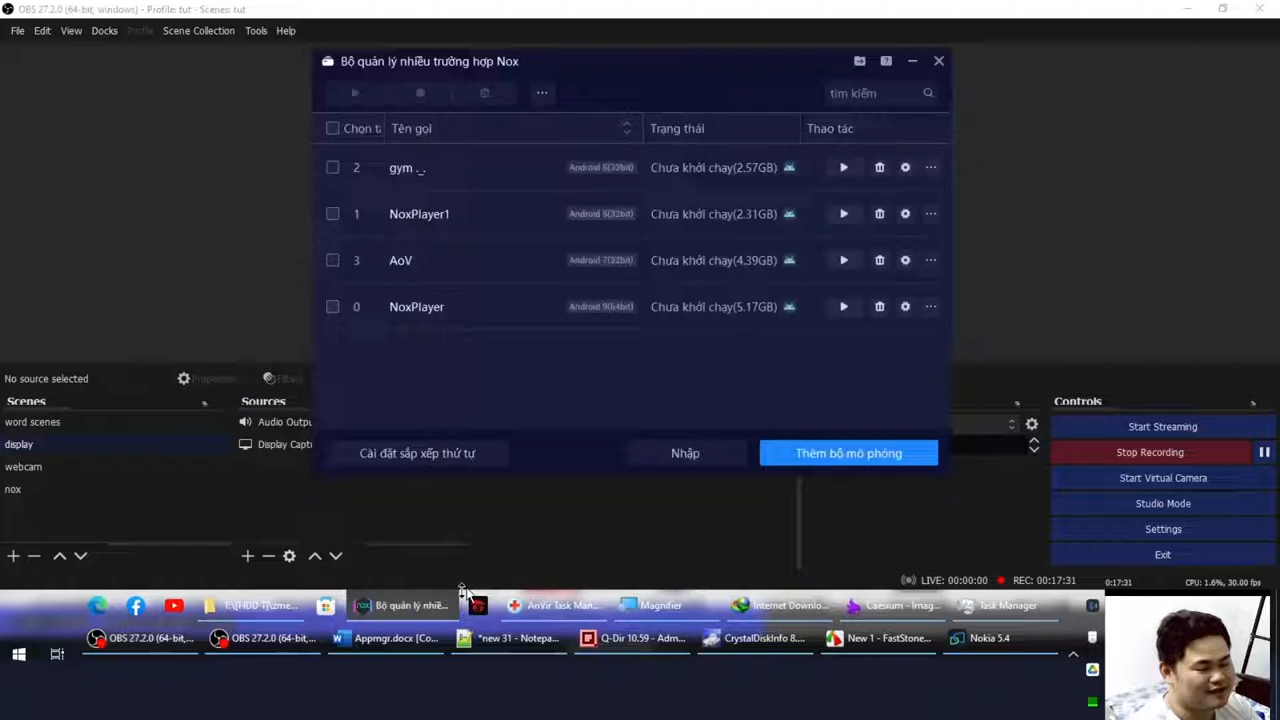 OBS 27.2.0 (64-bit, windows) - Profile: tut - Scenes: tut
File Edit View Docks Profile Scene Collection Tools Help
Bộ quản lý nhiều trường hợp Nox
tìm kiếm
Chọn tấ Tên gọi Trạng thái Thao tác
2 gym ._. Android 5(32bit) Chưa khởi chạy(2.57GB)
1 NoxPlayer1 Android 5(32bit) Chưa khởi chạy(2.31GB)
3 AoV Android 7(32bit) Chưa khởi chạy(4.39GB)
0 NoxPlayer Android 9(64bit) Chưa khởi chạy(5.17GB)
No source selected Properties Filters
Scenes Sources Controls
word scenes
display
webcam
nox
Audio Outpu
Display Capt
Cài đặt sắp xếp thứ tự Nhập Thêm bộ mô phỏng
Start Streaming
Stop Recording
Start Virtual Camera
Studio Mode
Settings
Exit
LIVE: 00:00:00 REC: 00:17:31 0:17:31 CPU: 1.6%, 30.00 fps
T:\[HDD TJ\zme... Bộ quản lý nhiề... AnVir Task Man... Magnifier Internet Downlo... Caesium - Imag... Task Manager
OBS 27.2.0 (64-bit,... OBS 27.2.0 (64-bit,... Appmgr.docx [Co... *new 31 - Notepa... Q-Dir 10.59 - Adm... CrystalDiskInfo 8.... New 1 - FastStone... Nokia 5.4